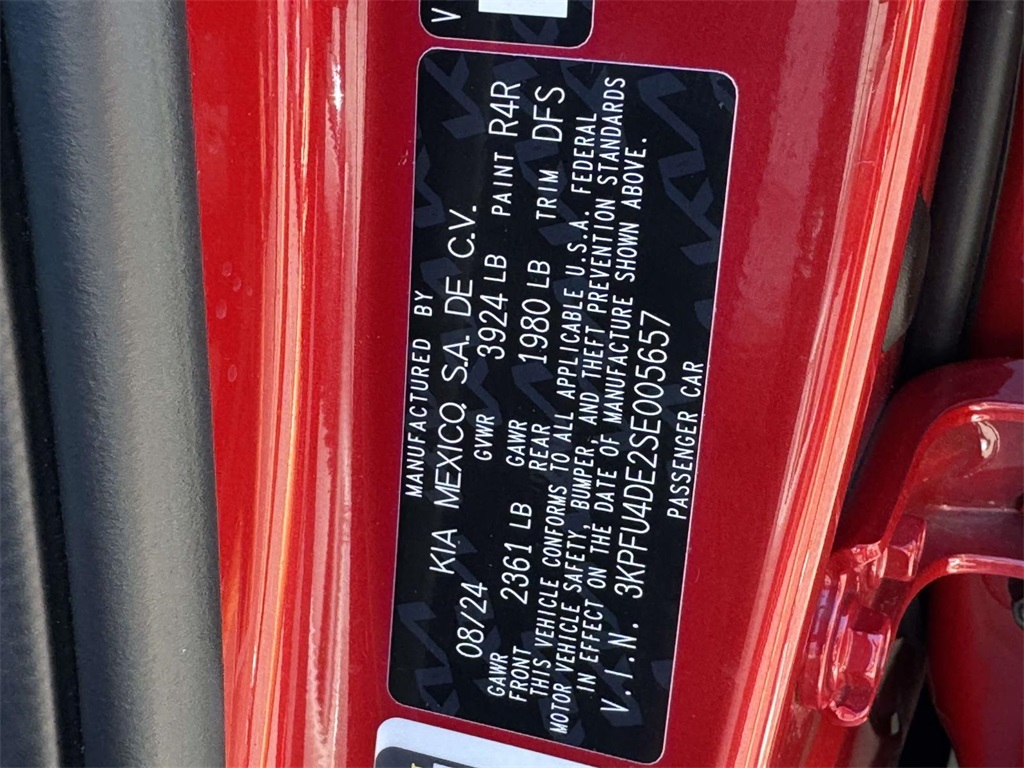 V
MANUFACTURED BY
KIA MEXICO, S.A. DE C.V.
08/24 GVWR 3924 LB PAINT R4R
GAWR FRONT 2361 LB GAWR REAR 1980 LB TRIM DFS
THIS VEHICLE CONFORMS TO ALL APPLICABLE U.S.A. FEDERAL
MOTOR VEHICLE SAFETY, BUMPER, AND THEFT PREVENTION STANDARDS
IN EFFECT ON THE DATE OF MANUFACTURE SHOWN ABOVE.
V.I.N. 3KPFU4DE2SE005657
PASSENGER CAR